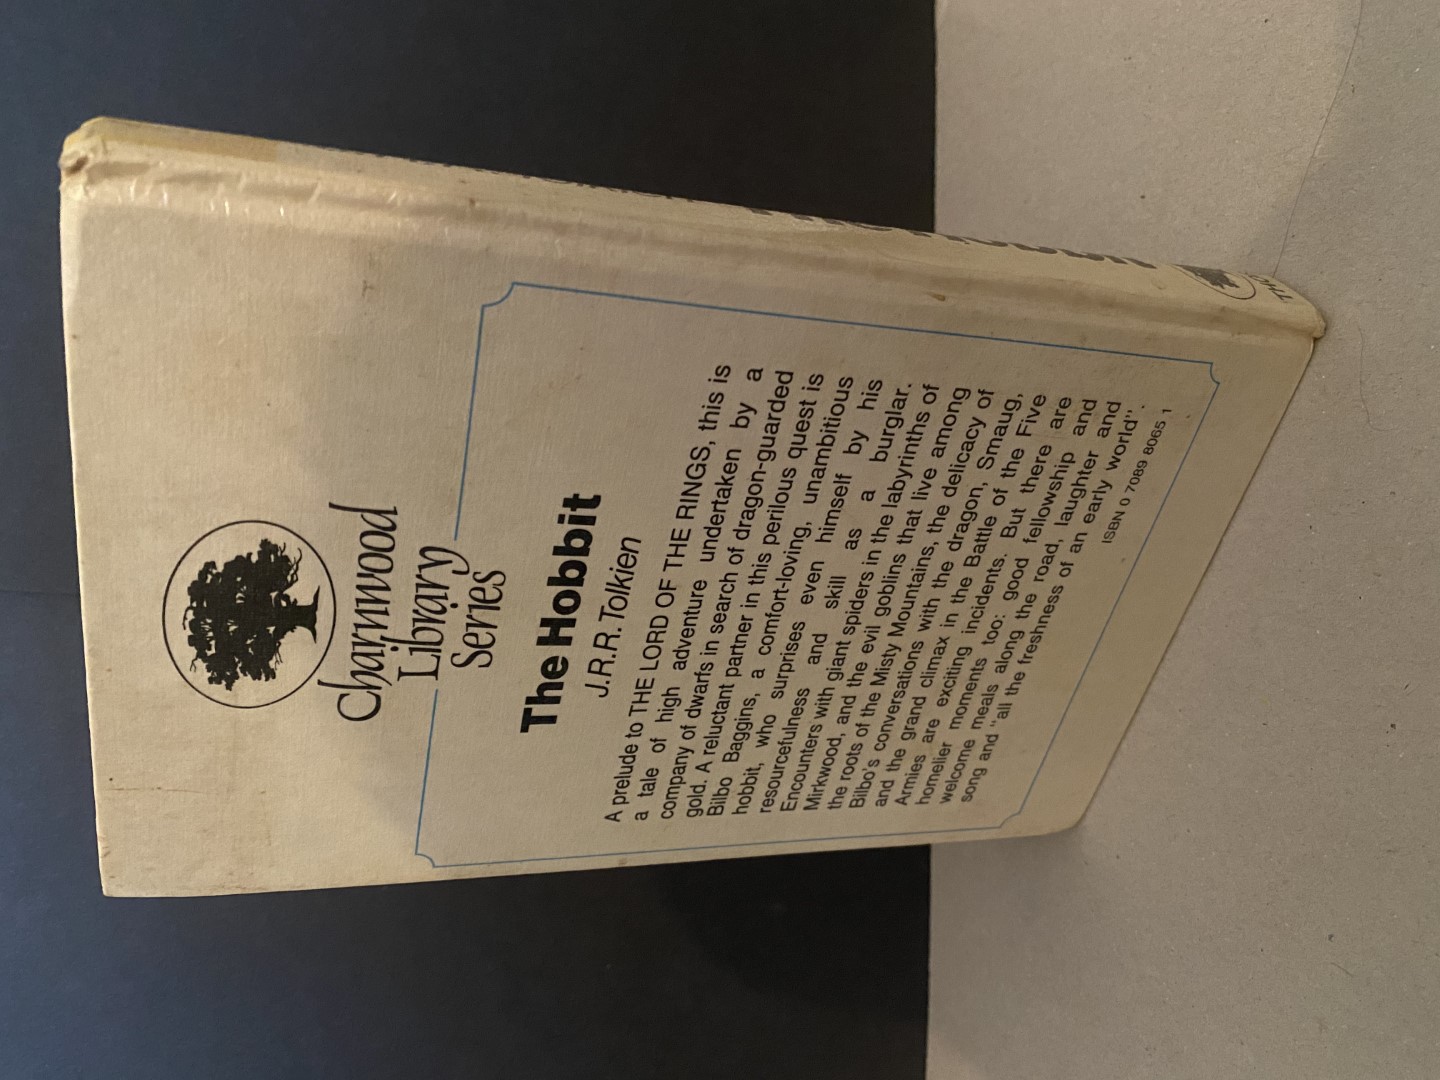 Charnwood
Library
Series
The Hobbit
J.R.R. Tolkien
A prelude to THE LORD OF THE RINGS, this is
a tale of high adventure undertaken by a
company of dwarfs in search of dragon-guarded
gold. A reluctant partner in this perilous quest is
Bilbo Baggins, a comfort-loving, unambitious
hobbit, who surprises even himself by his
resourcefulness and skill as a burglar.
Encounters with giant spiders in the labyrinths of
Mirkwood, and the evil goblins that live among
the roots of the Misty Mountains, the delicacy of
Bilbo's conversations with the dragon, Smaug,
and the grand climax in the Battle of the Five
Armies are exciting incidents. But there are
homelier moments too: good fellowship and
welcome meals along the road, laughter and
song and "all the freshness of an early world".
ISBN 0 7089 8065 1